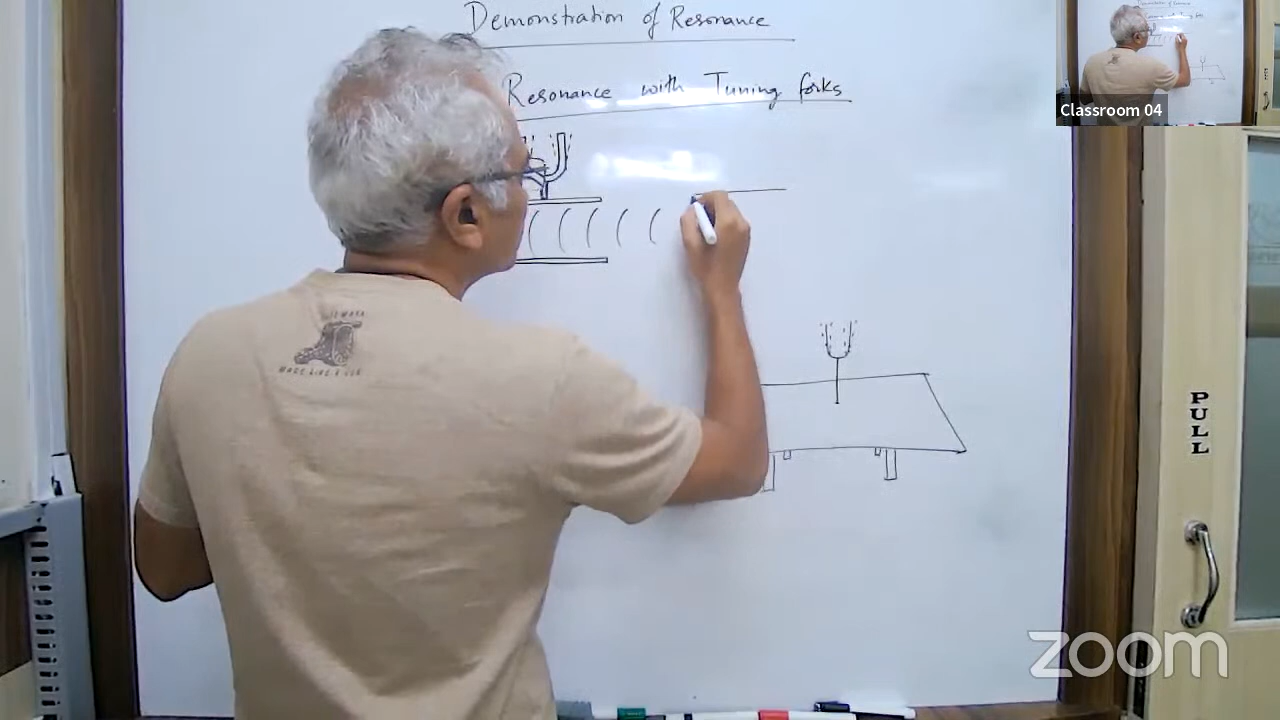 Demonstration of Resonance
Resonance with Tuning forks
Classroom 04
PULL
zoom